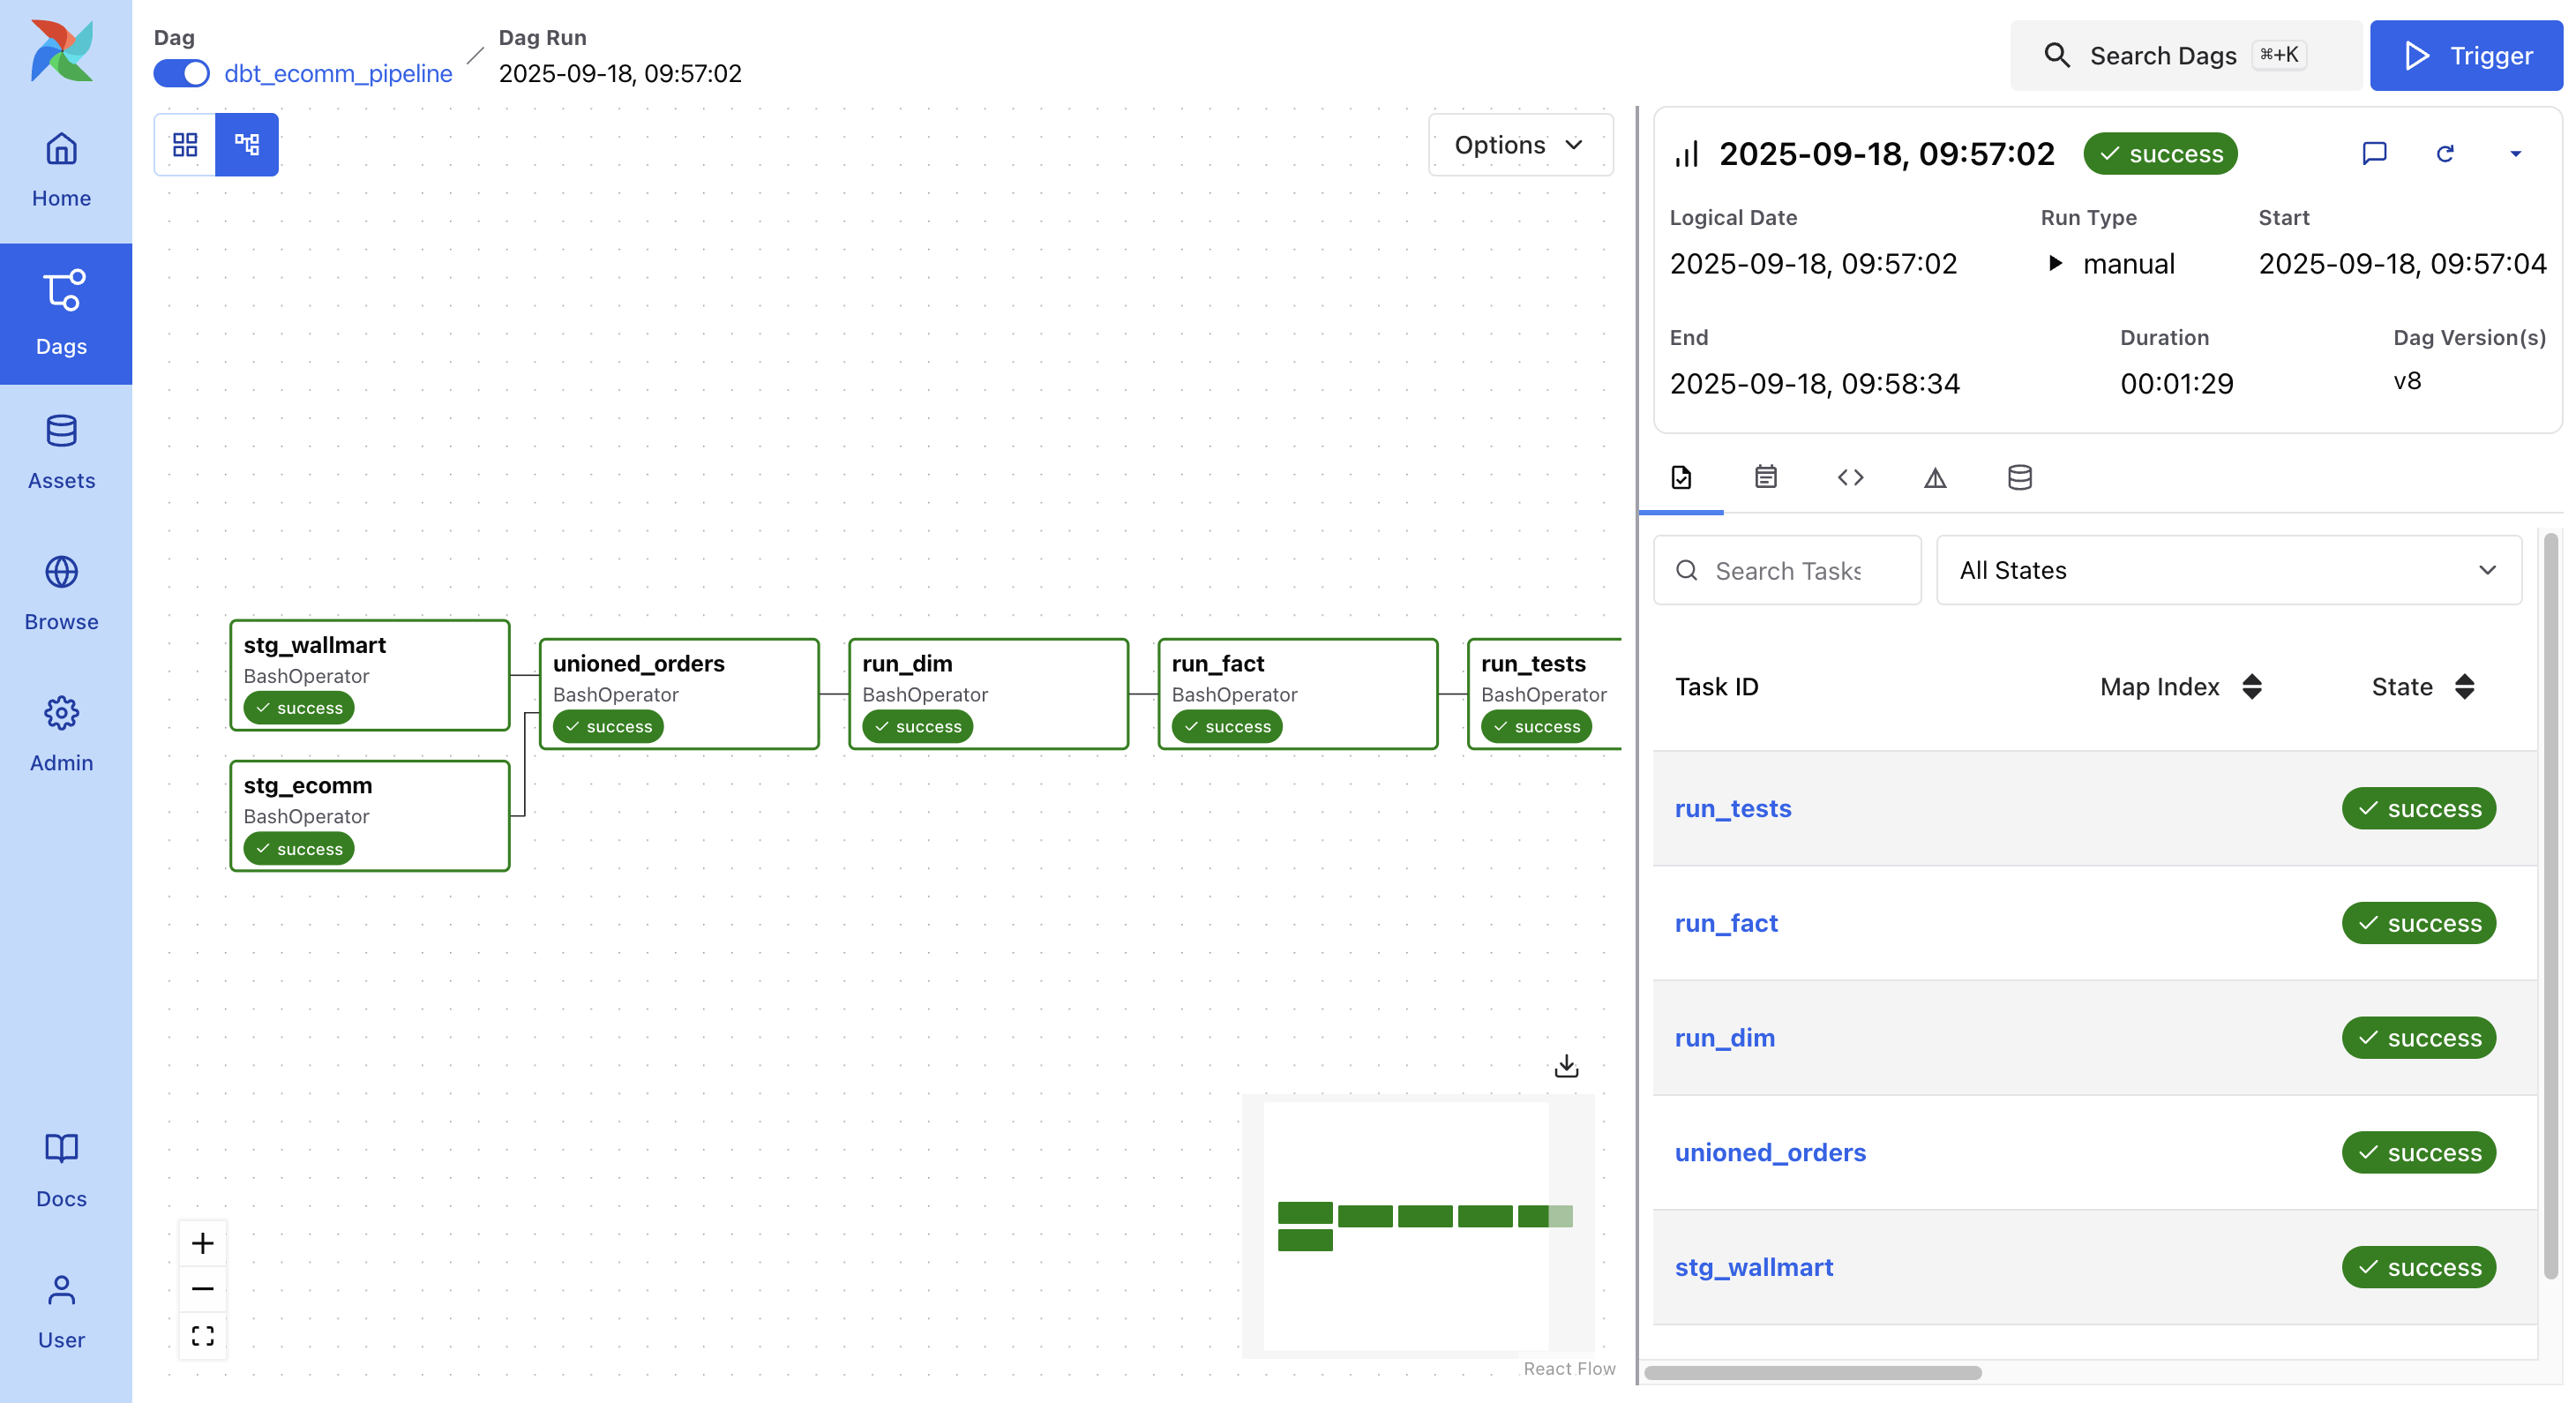 Dag
dbt_ecomm_pipeline
Dag Run
2025-09-18, 09:57:02
Search Dags ⌘+K
Trigger
Home
Dags
Assets
Browse
Admin
Docs
User
Options
stg_wallmart
BashOperator
success
stg_ecomm
BashOperator
success
unioned_orders
BashOperator
success
run_dim
BashOperator
success
run_fact
BashOperator
success
run_tests
BashOperator
success
React Flow
2025-09-18, 09:57:02 success
Logical Date
2025-09-18, 09:57:02
Run Type
manual
Start
2025-09-18, 09:57:04
End
2025-09-18, 09:58:34
Duration
00:01:29
Dag Version(s)
v8
Search Tasks
All States
Task ID Map Index State
run_tests success
run_fact success
run_dim success
unioned_orders success
stg_wallmart success